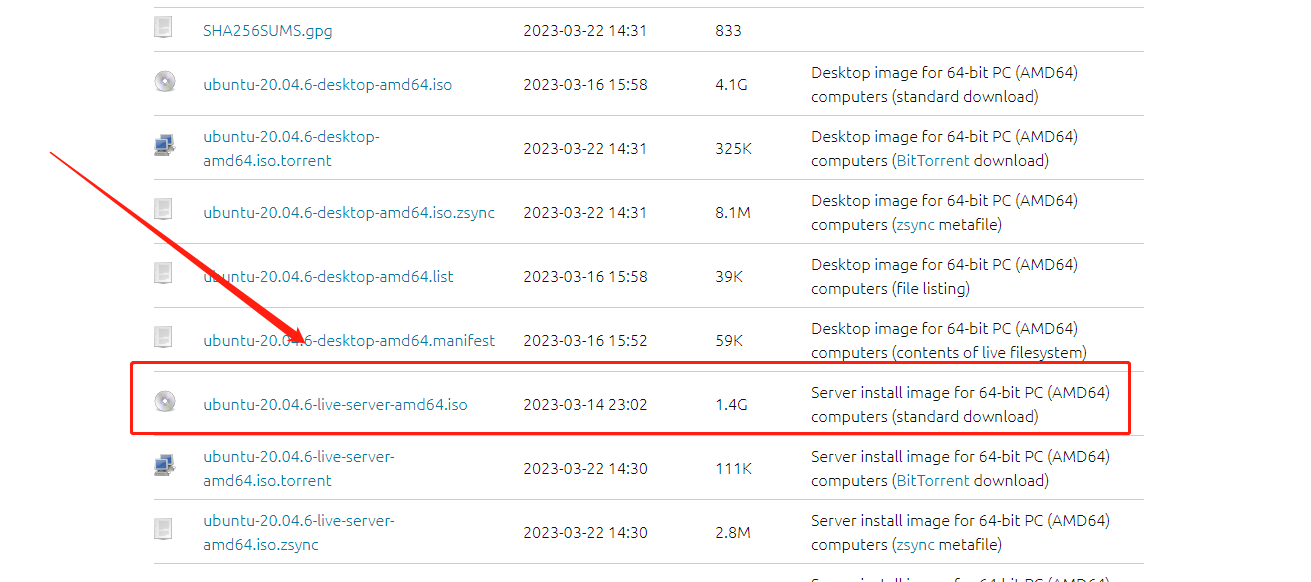 SHA256SUMS.gpg 2023-03-22 14:31 833
ubuntu-20.04.6-desktop-amd64.iso 2023-03-16 15:58 4.1G Desktop image for 64-bit PC (AMD64)
computers (standard download)
ubuntu-20.04.6-desktop-
amd64.iso.torrent 2023-03-22 14:31 325K Desktop image for 64-bit PC (AMD64)
computers (BitTorrent download)
ubuntu-20.04.6-desktop-amd64.iso.zsync 2023-03-22 14:31 8.1M Desktop image for 64-bit PC (AMD64)
computers (zsync metafile)
ubuntu-20.04.6-desktop-amd64.list 2023-03-16 15:58 39K Desktop image for 64-bit PC (AMD64)
computers (file listing)
ubuntu-20.04.6-desktop-amd64.manifest 2023-03-16 15:52 59K Desktop image for 64-bit PC (AMD64)
computers (contents of live filesystem)
ubuntu-20.04.6-live-server-amd64.iso 2023-03-14 23:02 1.4G Server install image for 64-bit PC (AMD64)
computers (standard download)
ubuntu-20.04.6-live-server-
amd64.iso.torrent 2023-03-22 14:30 111K Server install image for 64-bit PC (AMD64)
computers (BitTorrent download)
ubuntu-20.04.6-live-server-
amd64.iso.zsync 2023-03-22 14:30 2.8M Server install image for 64-bit PC (AMD64)
computers (zsync metafile)